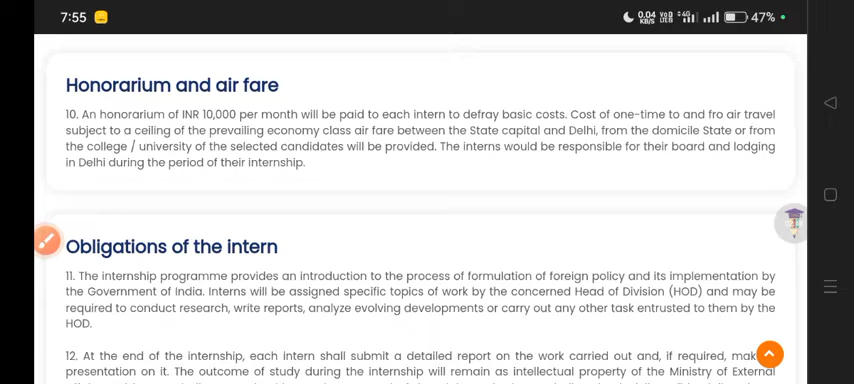 7:55
0.04 KB/S VoD LTE 4G 47%
Honorarium and air fare
10. An honorarium of INR 10,000 per month will be paid to each intern to defray basic costs. Cost of one-time to and fro air travel
subject to a ceiling of the prevailing economy class air fare between the State capital and Delhi, from the domicile State or from
the college / university of the selected candidates will be provided. The interns would be responsible for their board and lodging
in Delhi during the period of their internship.
Obligations of the intern
11. The internship programme provides an introduction to the process of formulation of foreign policy and its implementation by
the Government of India. Interns will be assigned specific topics of work by the concerned Head of Division (HOD) and may be
required to conduct research, write reports, analyze evolving developments or carry out any other task entrusted to them by the
HOD.
12. At the end of the internship, each intern shall submit a detailed report on the work carried out and, if required, mak
presentation on it. The outcome of study during the internship will remain as intellectual property of the Ministry of External